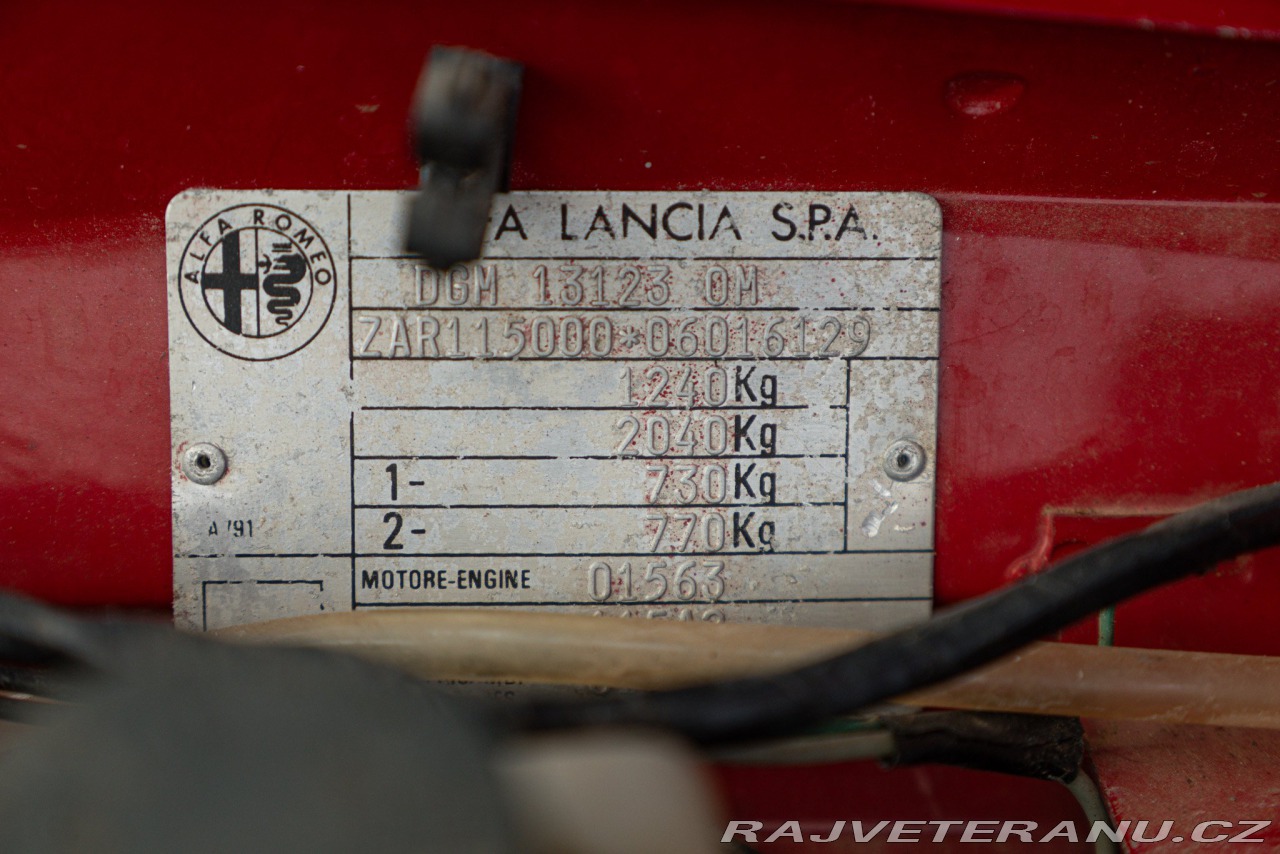 ALFA ROMEO
A LANCIA S.P.A.
DGM 13123 OM
ZAR115000*06016129
1240Kg
2040Kg
1- 730Kg
2- 770Kg
A 791
MOTORE-ENGINE 01563
RAJVETERANU.CZ